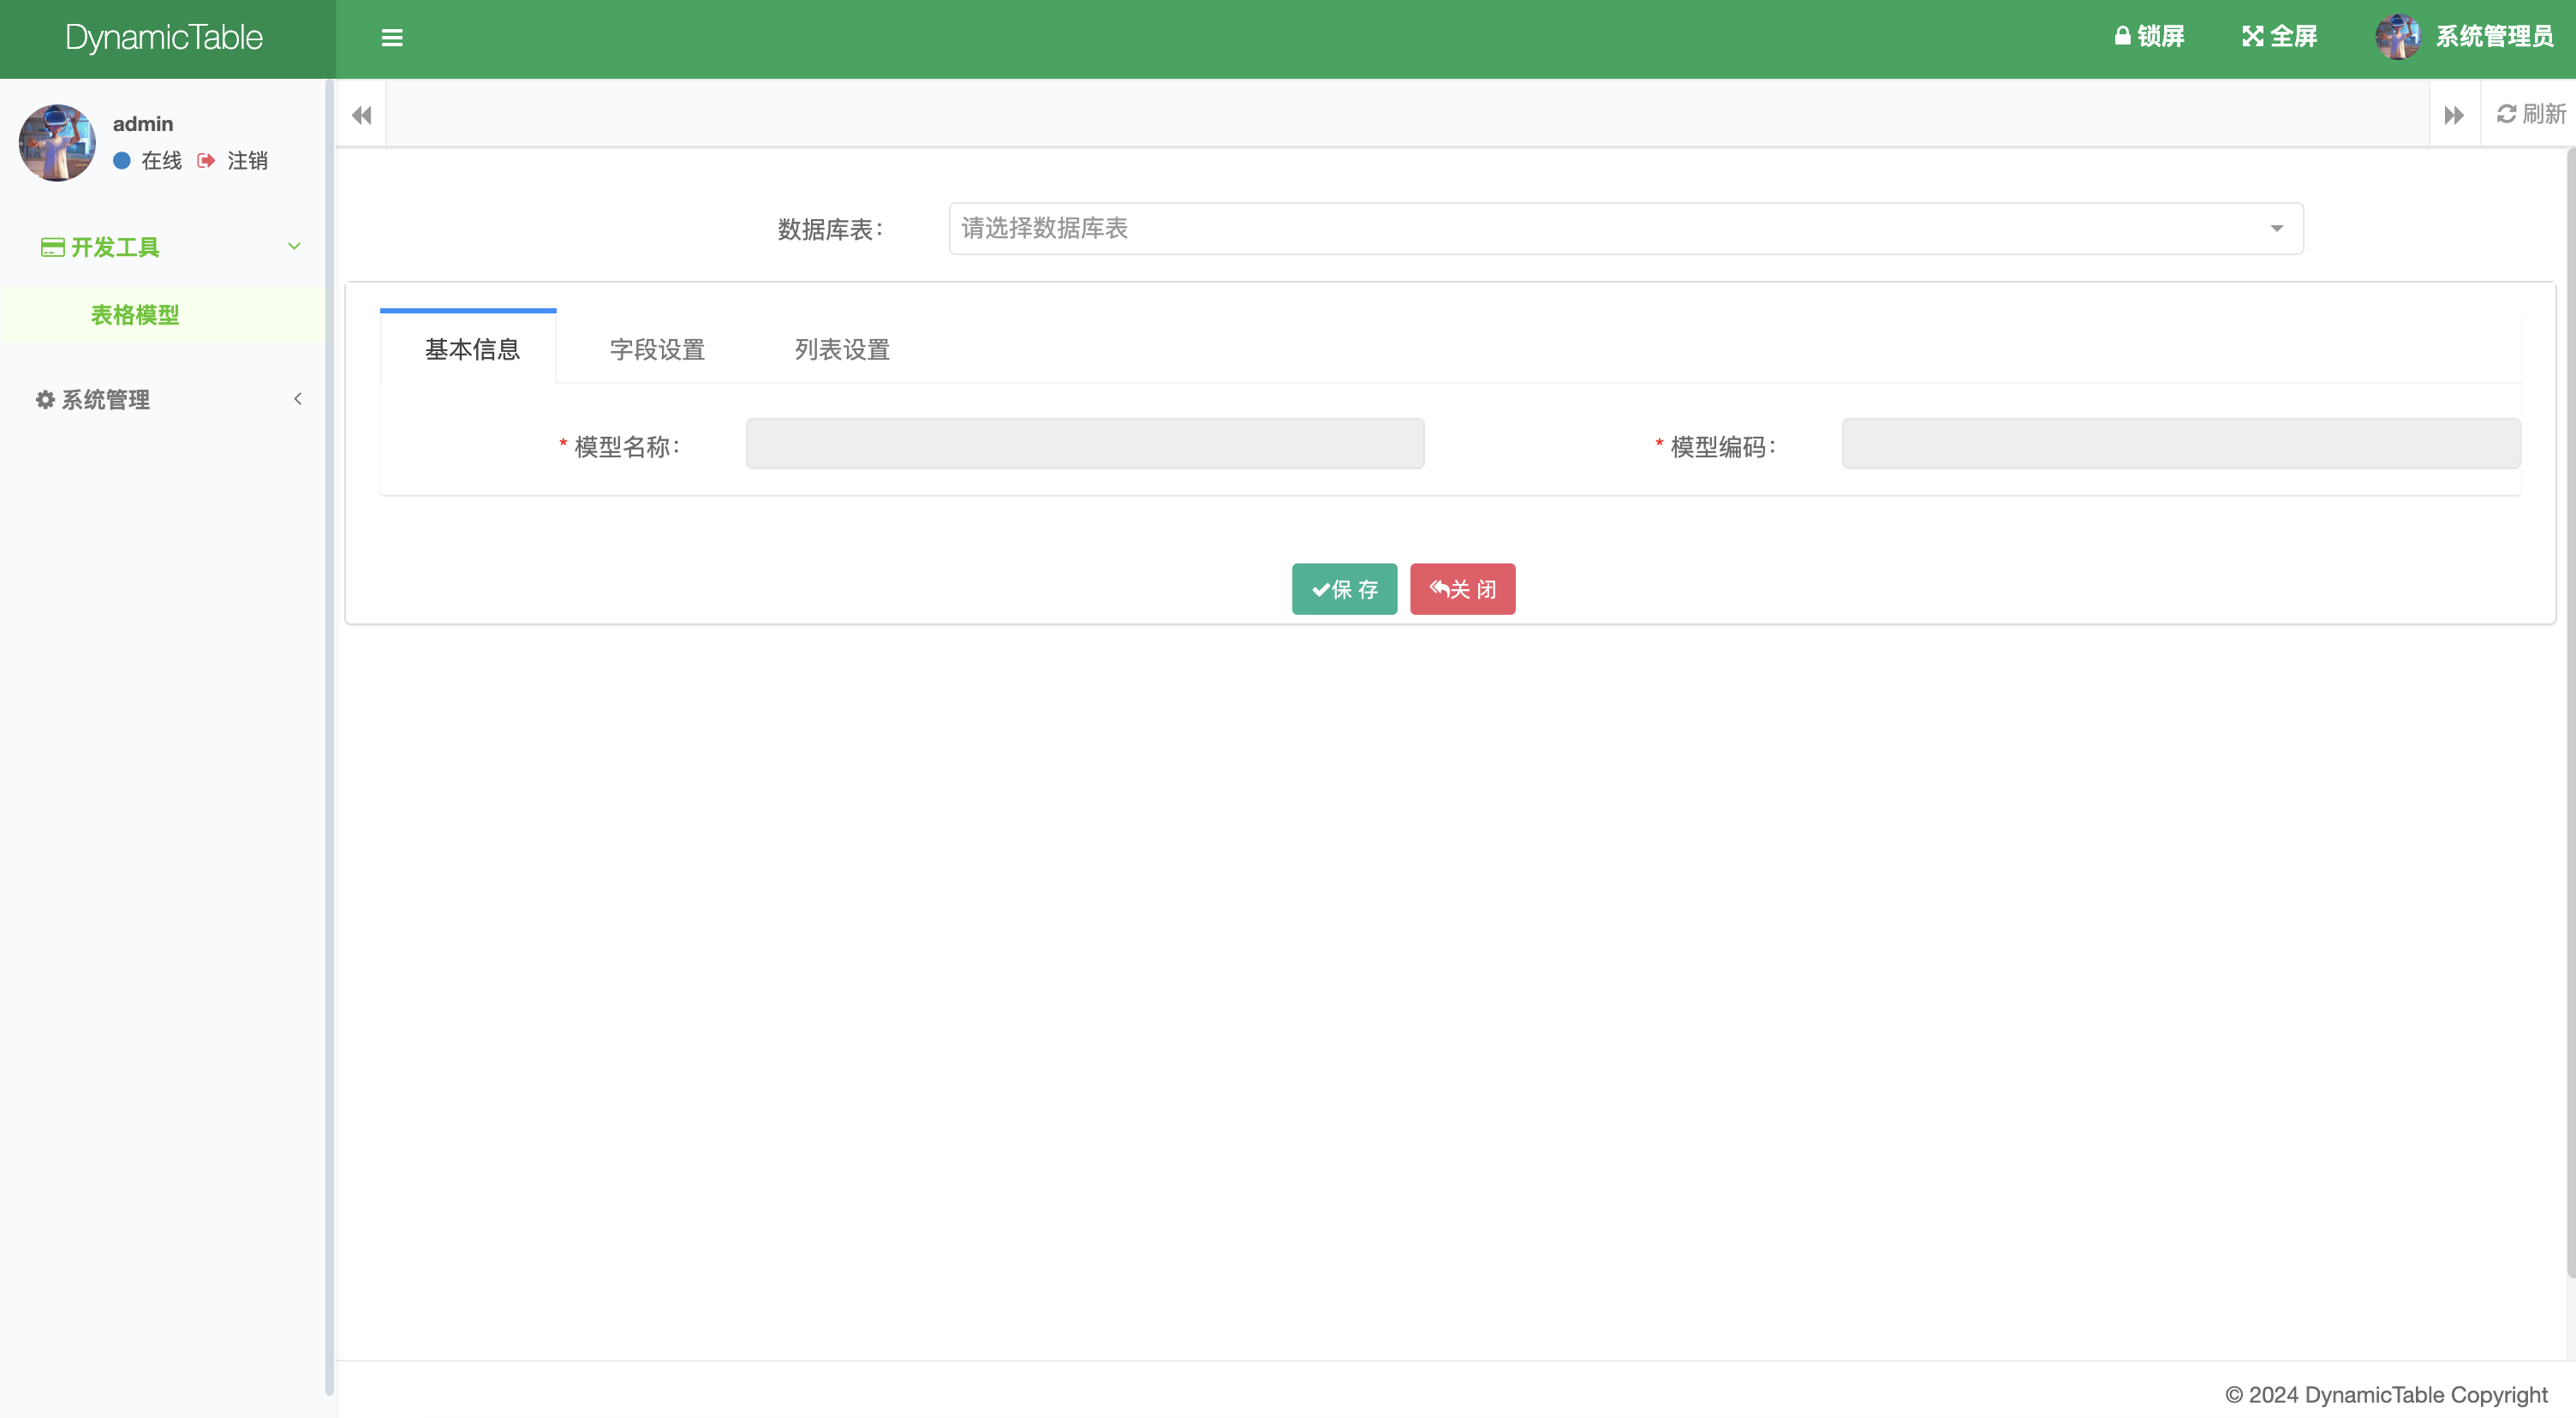 DynamicTable
锁屏
全屏
系统管理员
admin
在线
注销
刷新
开发工具
表格模型
系统管理
数据库表：
请选择数据库表
基本信息
字段设置
列表设置
* 模型名称：
* 模型编码：
保 存
关 闭
© 2024 DynamicTable Copyright